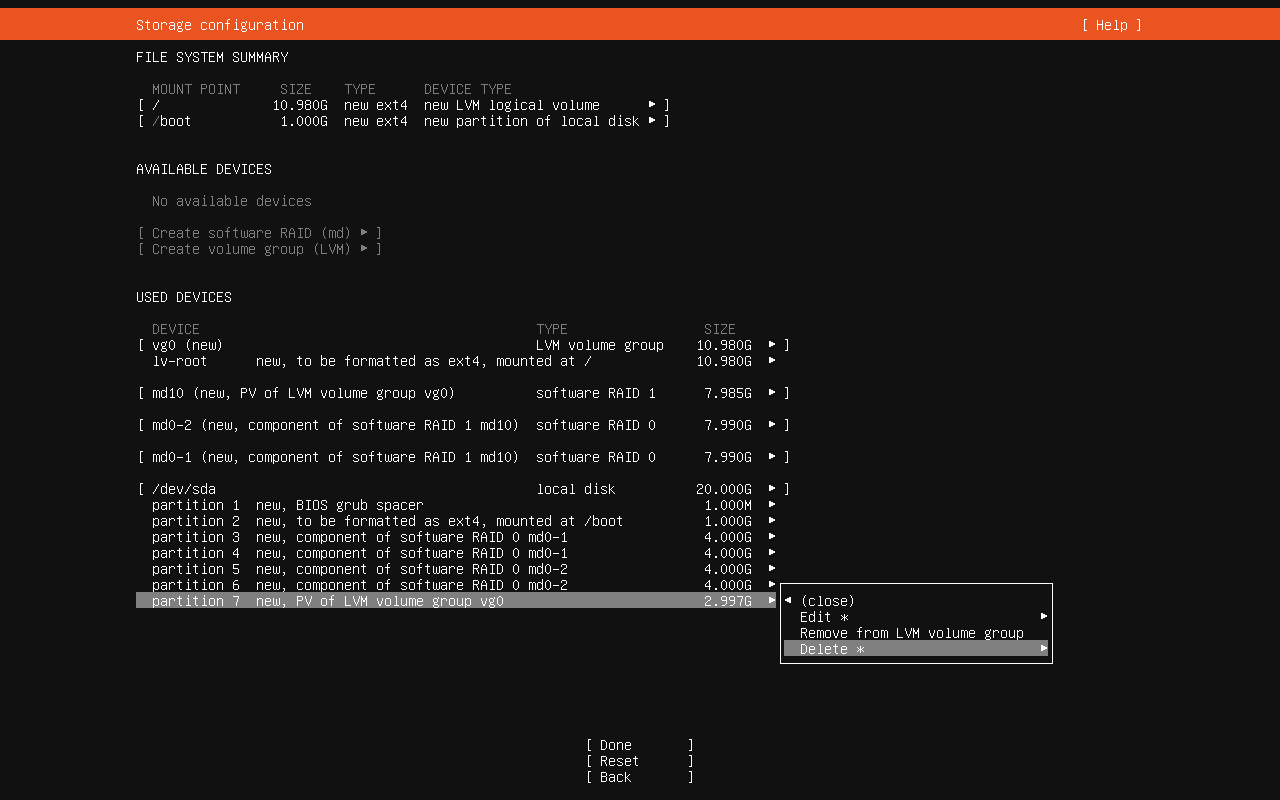 Storage configuration [ Help ]
FILE SYSTEM SUMMARY
MOUNT POINT SIZE TYPE DEVICE TYPE
[ / 10.980G new ext4 new LVM logical volume ▸ ]
[ /boot 1.000G new ext4 new partition of local disk ▸ ]
AVAILABLE DEVICES
No available devices
[ Create software RAID (md) ▸ ]
[ Create volume group (LVM) ▸ ]
USED DEVICES
DEVICE TYPE SIZE
[ vg0 (new) LVM volume group 10.980G ▸ ]
lv-root new, to be formatted as ext4, mounted at / 10.980G ▸
[ md10 (new, PV of LVM volume group vg0) software RAID 1 7.985G ▸ ]
[ md0-2 (new, component of software RAID 1 md10) software RAID 0 7.990G ▸ ]
[ md0-1 (new, component of software RAID 1 md10) software RAID 0 7.990G ▸ ]
[ /dev/sda local disk 20.000G ▸ ]
partition 1 new, BIOS grub spacer 1.000M ▸
partition 2 new, to be formatted as ext4, mounted at /boot 1.000G ▸
partition 3 new, component of software RAID 0 md0-1 4.000G ▸
partition 4 new, component of software RAID 0 md0-1 4.000G ▸
partition 5 new, component of software RAID 0 md0-2 4.000G ▸
partition 6 new, component of software RAID 0 md0-2 4.000G ▸
partition 7 new, PV of LVM volume group vg0 2.997G ▸
◂ (close)
Edit * ▸
Remove from LVM volume group
Delete * ▸
[ Done ]
[ Reset ]
[ Back ]